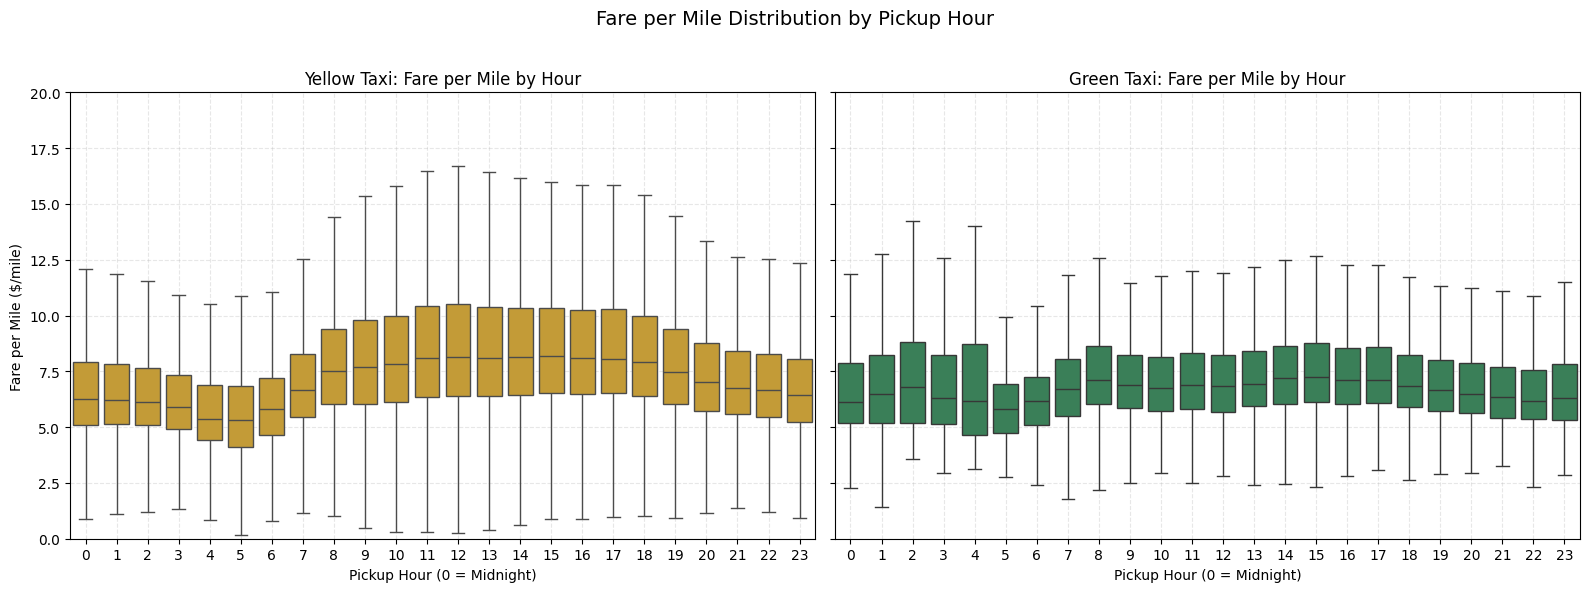 Fare per Mile Distribution by Pickup Hour
Yellow Taxi: Fare per Mile by Hour
Green Taxi: Fare per Mile by Hour
Fare per Mile ($/mile)
20.0
17.5
15.0
12.5
10.0
7.5
5.0
2.5
0.0
0 1 2 3 4 5 6 7 8 9 10 11 12 13 14 15 16 17 18 19 20 21 22 23
0 1 2 3 4 5 6 7 8 9 10 11 12 13 14 15 16 17 18 19 20 21 22 23
Pickup Hour (0 = Midnight)
Pickup Hour (0 = Midnight)